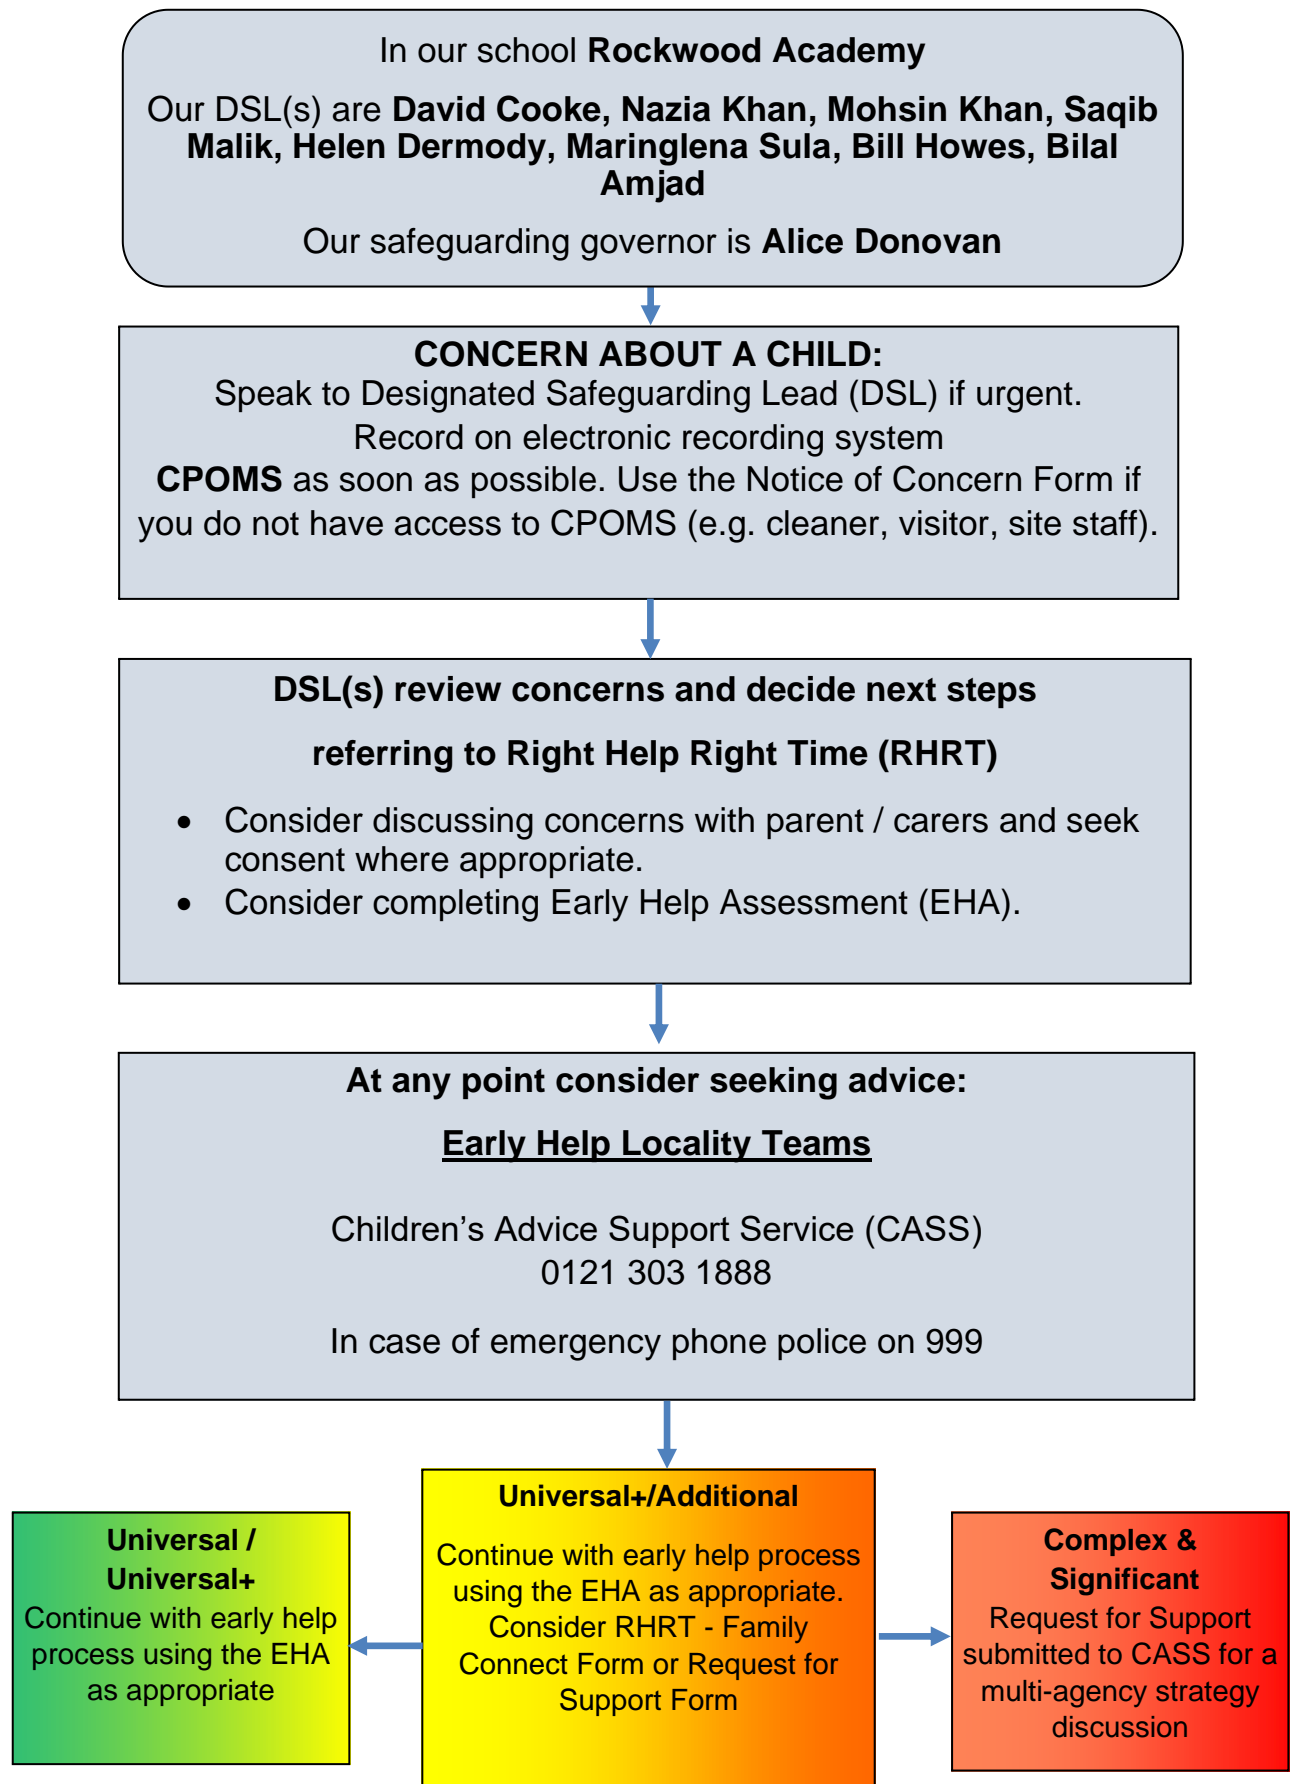 In our school Rockwood Academy
Our DSL(s) are David Cooke, Nazia Khan, Mohsin Khan, Saqib
Malik, Helen Dermody, Maringlena Sula, Bill Howes, Bilal
Amjad
Our safeguarding governor is Alice Donovan
CONCERN ABOUT A CHILD:
Speak to Designated Safeguarding Lead (DSL) if urgent.
Record on electronic recording system
CPOMS as soon as possible. Use the Notice of Concern Form if
you do not have access to CPOMS (e.g. cleaner, visitor, site staff).
DSL(s) review concerns and decide next steps
referring to Right Help Right Time (RHRT)
• Consider discussing concerns with parent / carers and seek
consent where appropriate.
• Consider completing Early Help Assessment (EHA).
At any point consider seeking advice:
Early Help Locality Teams
Children’s Advice Support Service (CASS)
0121 303 1888
In case of emergency phone police on 999
Universal /
Universal+
Continue with early help
process using the EHA
as appropriate
Universal+/Additional
Continue with early help process
using the EHA as appropriate.
Consider RHRT - Family
Connect Form or Request for
Support Form
Complex &
Significant
Request for Support
submitted to CASS for a
multi-agency strategy
discussion